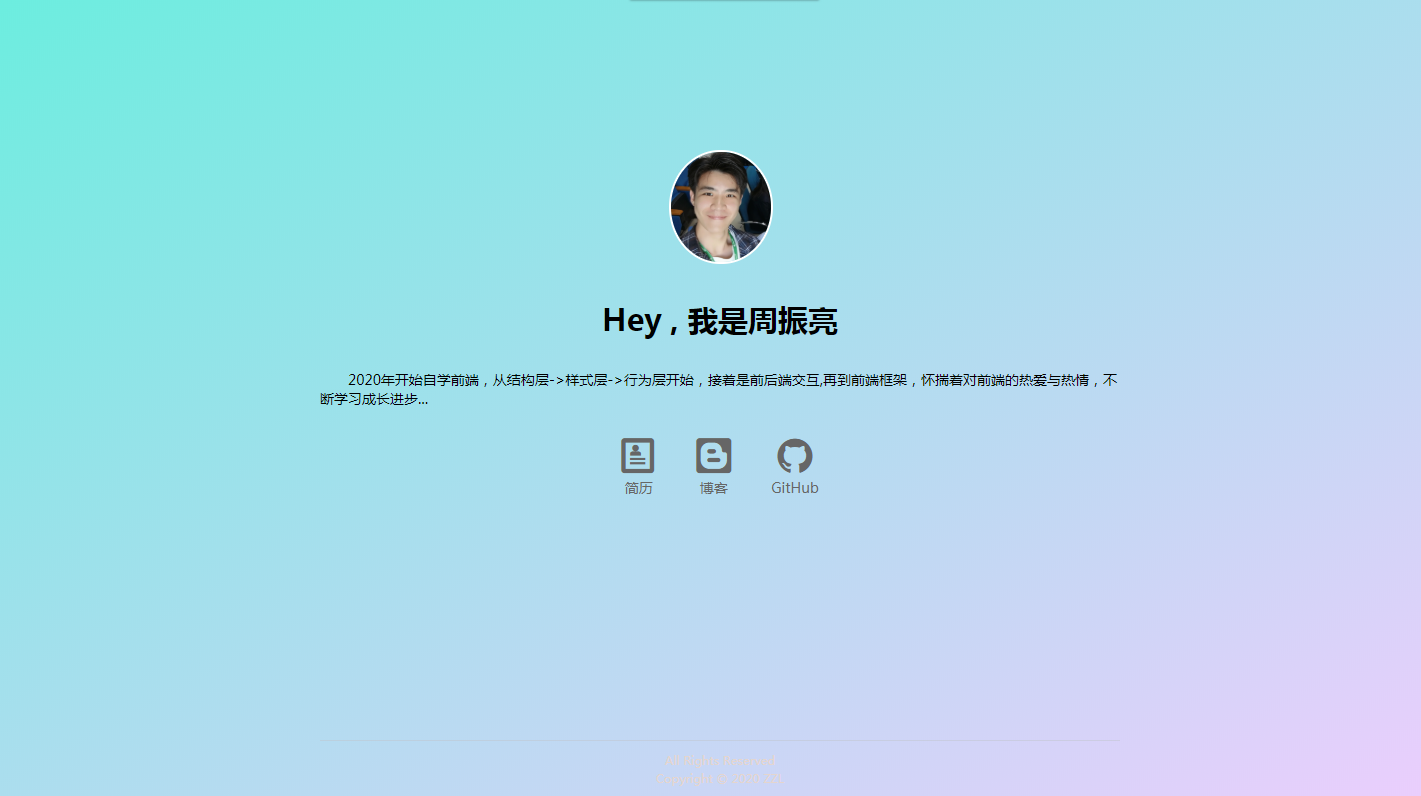 Hey , 我是周振亮
2020年开始自学前端，从结构层->样式层->行为层开始，接着是前后端交互,再到前端框架，怀揣着对前端的热爱与热情，不
断学习成长进步...
简历 博客 GitHub
All Rights Reserved
Copyright © 2020 ZZL